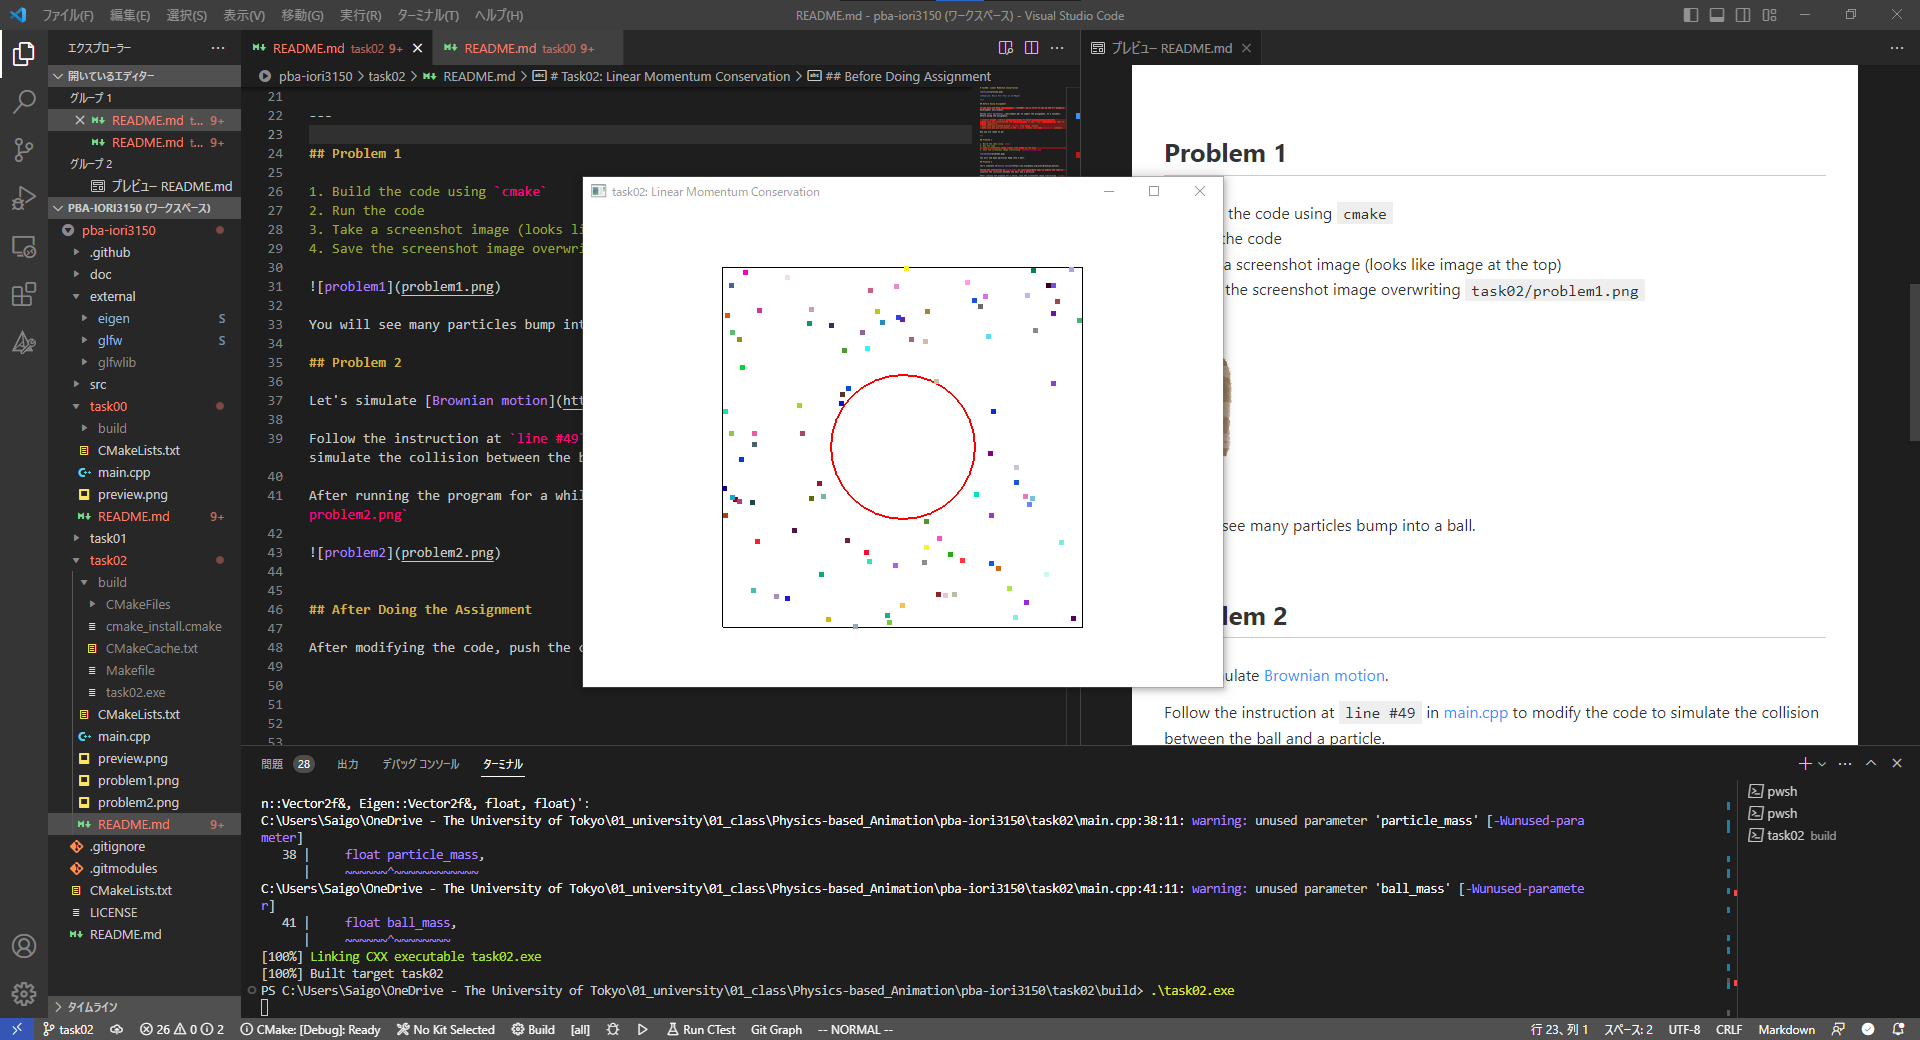 ファイル(F) 編集(E) 選択(S) 表示(V) 移動(G) 実行(R) ターミナル(T) ヘルプ(H)
README.md - pba-iori3150 (ワークスペース) - Visual Studio Code
エクスプローラー
開いているエディター
グループ 1
README.md t... 9+
README.md t... 9+
グループ 2
プレビュー README.md
PBA-IORI3150 (ワークスペース)
pba-iori3150
.github
doc
external
eigen S
glfw S
glfwlib
src
task00
build
CMakeLists.txt
main.cpp
preview.png
README.md 9+
task01
task02
build
CMakeFiles
cmake_install.cmake
CMakeCache.txt
Makefile
task02.exe
CMakeLists.txt
main.cpp
preview.png
problem1.png
problem2.png
README.md 9+
.gitignore
.gitmodules
CMakeLists.txt
LICENSE
README.md
タイムライン
README.md task02 9+
README.md task00 9+
pba-iori3150 > task02 > README.md > # Task02: Linear Momentum Conservation > ## Before Doing Assignment
21
22 ---
23
24 ## Problem 1
25
26 1. Build the code using `cmake`
27 2. Run the code
28 3. Take a screenshot image (looks li
29 4. Save the screenshot image overwri
30
31 ![problem1](problem1.png)
32
33 You will see many particles bump int
34
35 ## Problem 2
36
37 Let's simulate [Brownian motion](htt
38
39 Follow the instruction at `line #49`
simulate the collision between the b
40
41 After running the program for a whil
problem2.png`
42
43 ![problem2](problem2.png)
44
45
46 ## After Doing the Assignment
47
48 After modifying the code, push the c
49
50
51
52
53
task02: Linear Momentum Conservation
プレビュー README.md
Problem 1
the code using cmake
the code
a screenshot image (looks like image at the top)
the screenshot image overwriting task02/problem1.png
see many particles bump into a ball.
lem 2
ulate Brownian motion.
Follow the instruction at line #49 in main.cpp to modify the code to simulate the collision
between the ball and a particle.
問題 28 出力 デバッグ コンソール ターミナル
n::Vector2f&, Eigen::Vector2f&, float, float)':
C:\Users\Saigo\OneDrive - The University of Tokyo\01_university\01_class\Physics-based_Animation\pba-iori3150\task02\main.cpp:38:11: warning: unused parameter 'particle_mass' [-Wunused-para
meter]
38 | float particle_mass,
| ~~~~~~^~~~~~~~~~~~~
C:\Users\Saigo\OneDrive - The University of Tokyo\01_university\01_class\Physics-based_Animation\pba-iori3150\task02\main.cpp:41:11: warning: unused parameter 'ball_mass' [-Wunused-paramete
r]
41 | float ball_mass,
| ~~~~~~^~~~~~~~~
[100%] Linking CXX executable task02.exe
[100%] Built target task02
PS C:\Users\Saigo\OneDrive - The University of Tokyo\01_university\01_class\Physics-based_Animation\pba-iori3150\task02\build> .\task02.exe
pwsh
pwsh
task02 build
task02 26 0 2 CMake: [Debug]: Ready No Kit Selected Build [all] Run CTest Git Graph -- NORMAL --
行 23、列 1 スペース: 2 UTF-8 CRLF Markdown